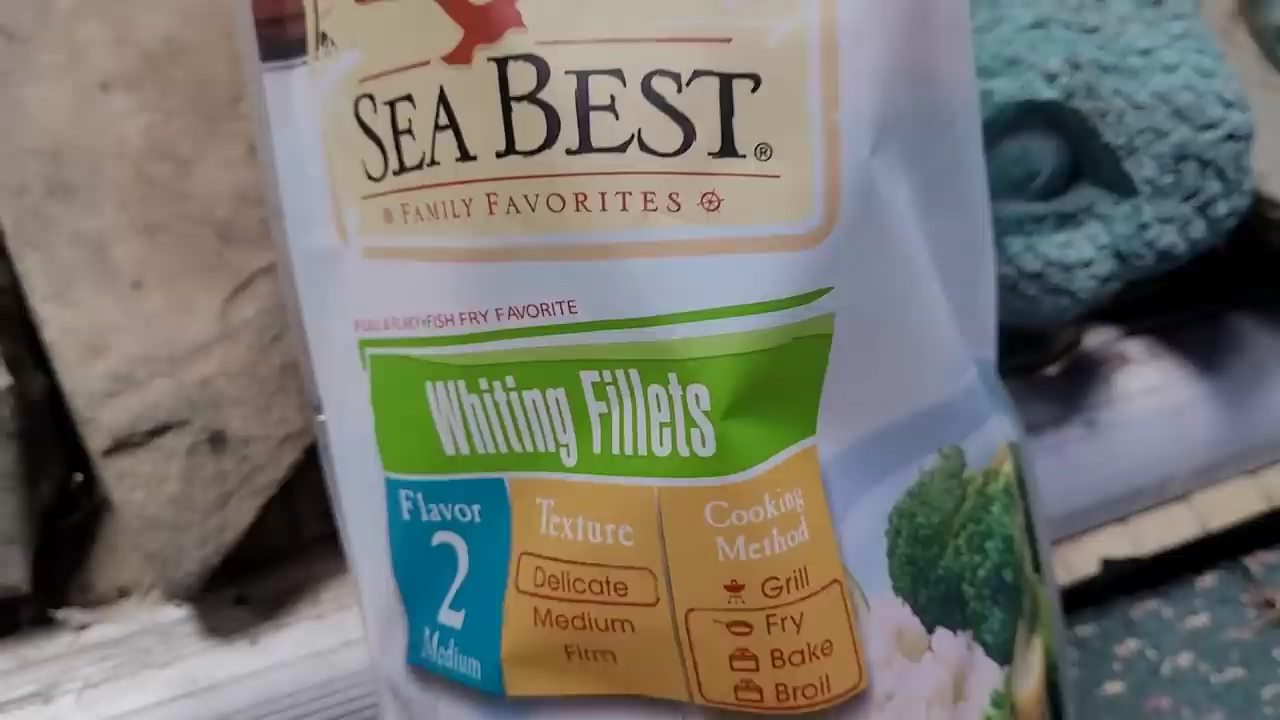 SEA BEST®
FAMILY FAVORITES
FISH FRY FAVORITE
Whiting Fillets
Flavor
2
Medium
Texture
Delicate
Medium
Firm
Cooking
Method
Grill
Fry
Bake
Broil